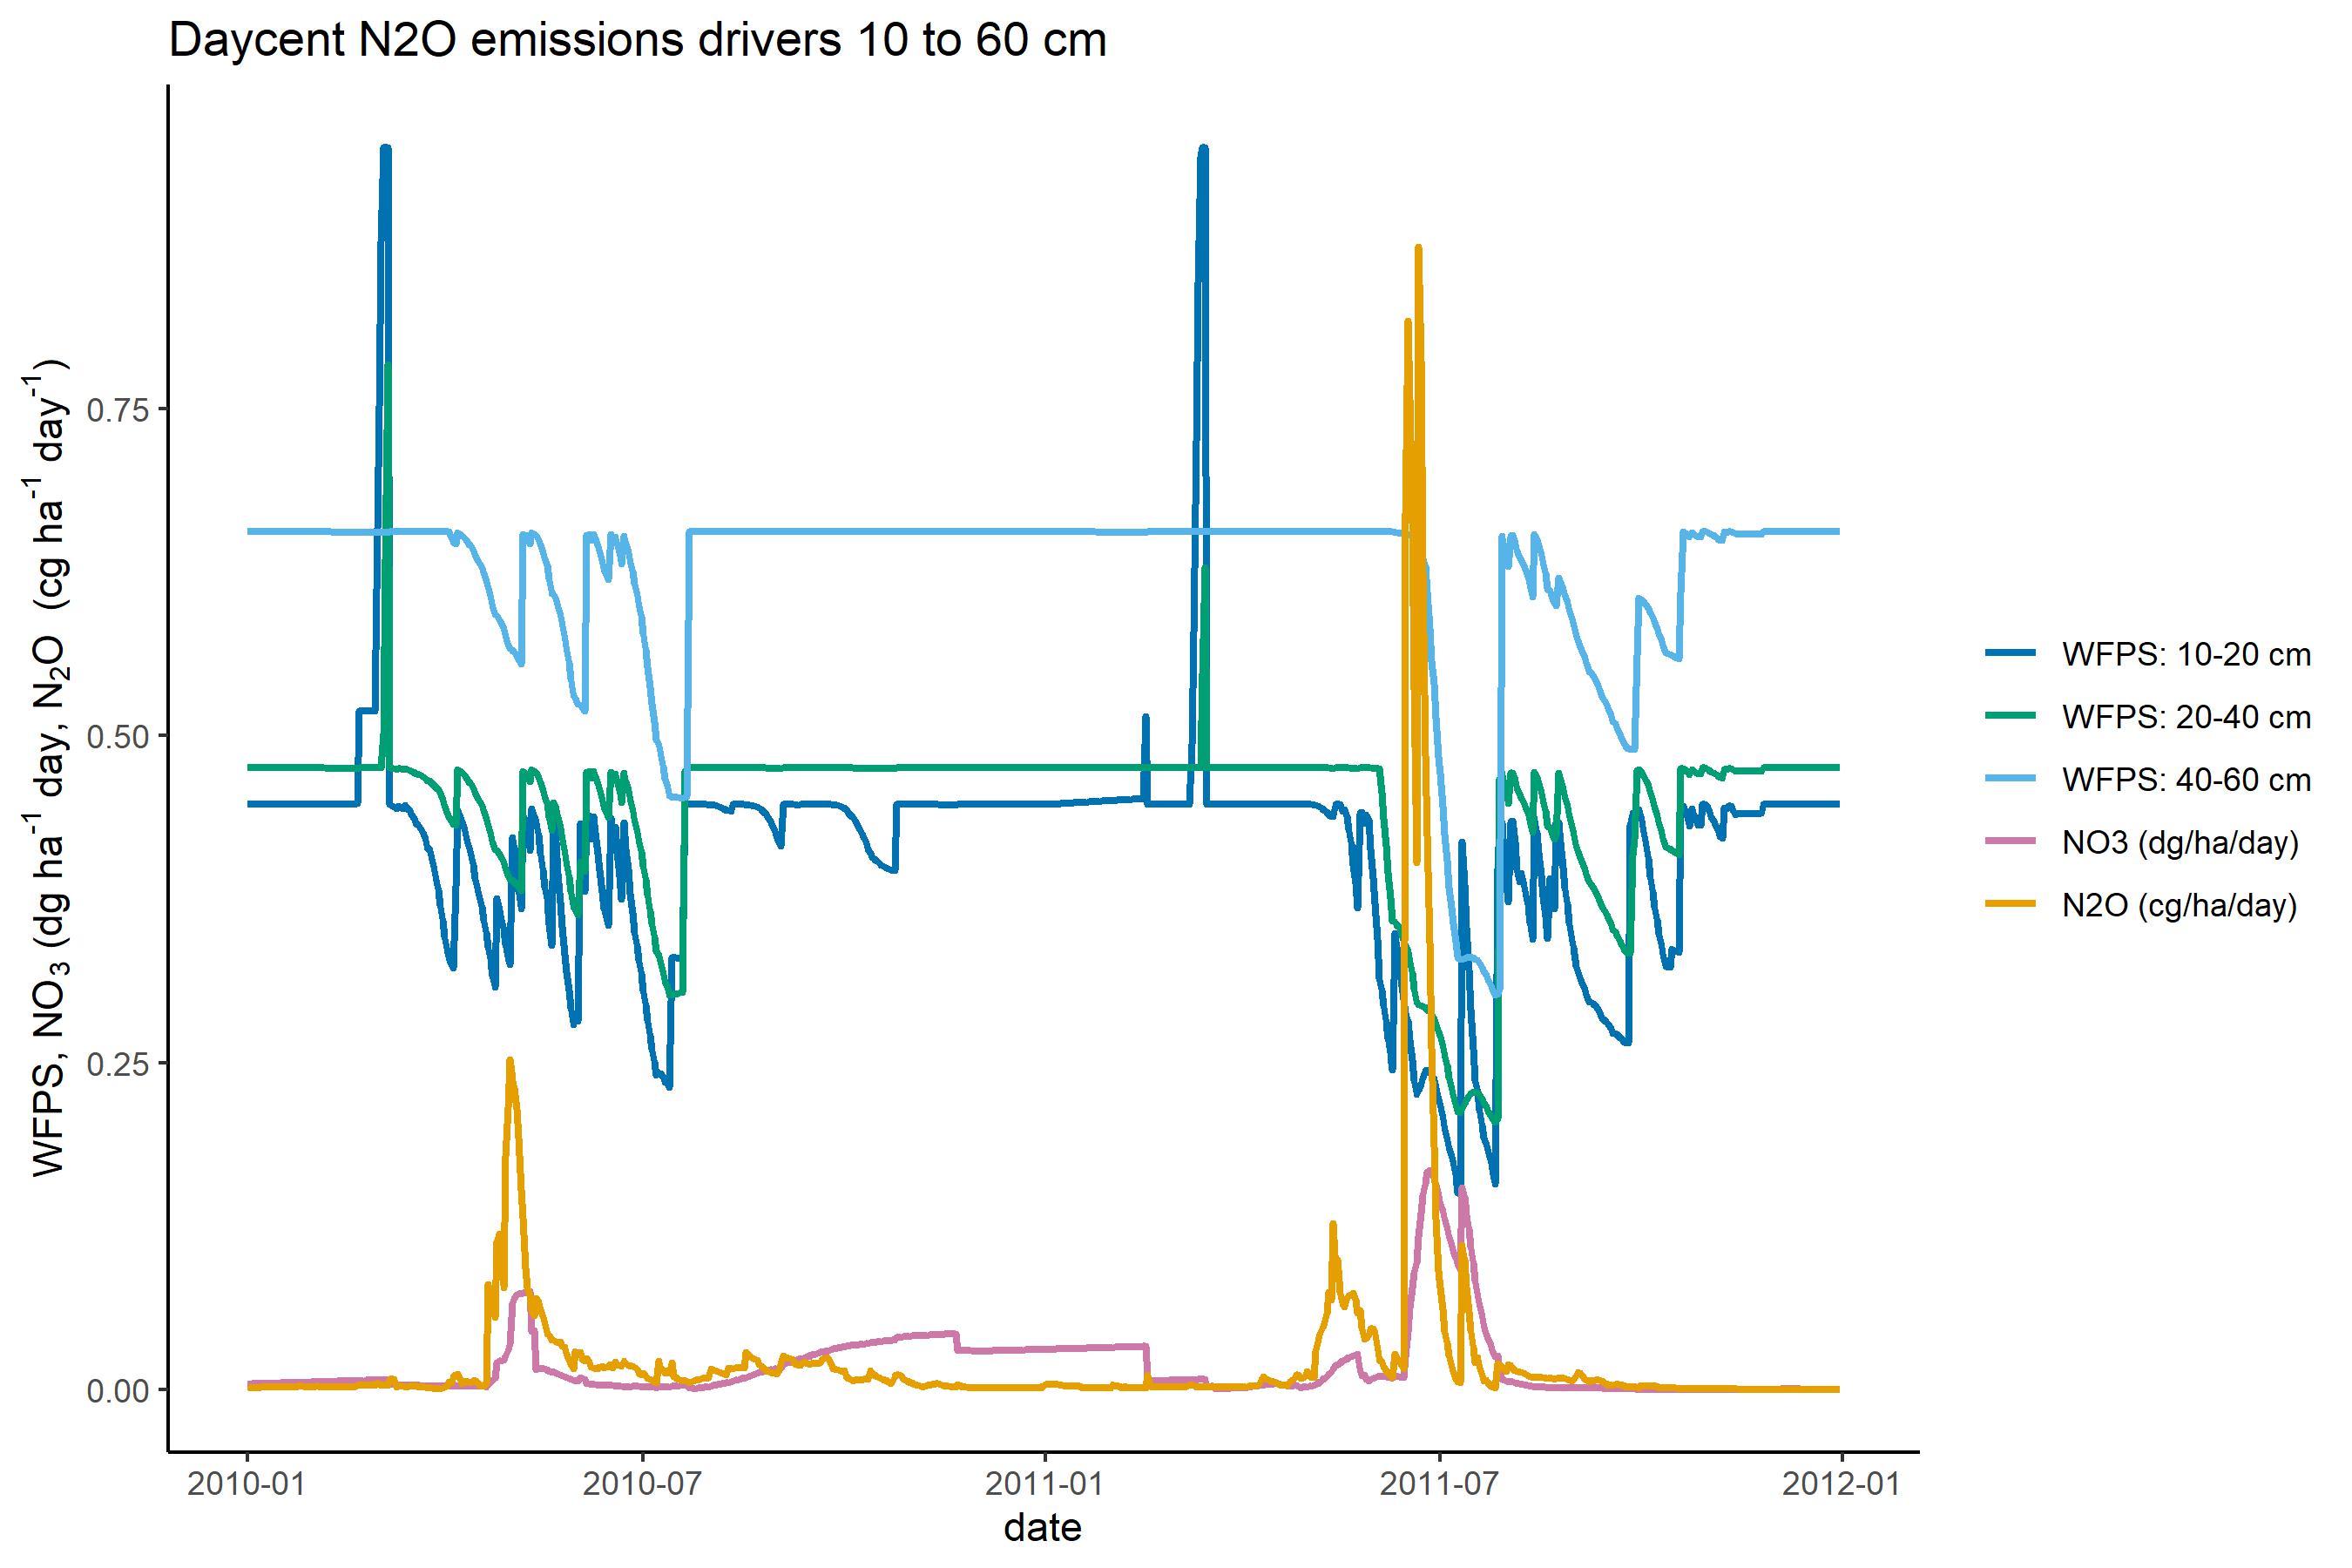 Daycent N2O emissions drivers 10 to 60 cm
WFPS, NO₃ (dg ha⁻¹ day, N₂O  (cg ha⁻¹ day⁻¹)
0.75
0.50
0.25
0.00
2010-01
2010-07
2011-01
2011-07
2012-01
date
WFPS: 10-20 cm
WFPS: 20-40 cm
WFPS: 40-60 cm
NO3 (dg/ha/day)
N2O (cg/ha/day)